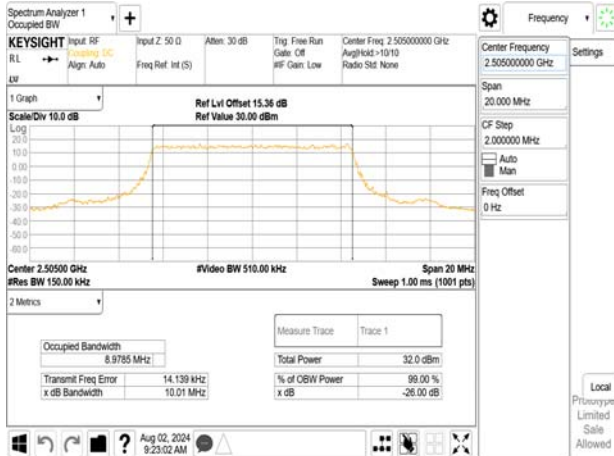 Spectrum Analyzer 1
Occupied BW
KEYSIGHT
Input: RF
Coupling: DC
Align: Auto
Input Z: 50 Ω
Freq Ref: Int (S)
Atten: 30 dB
Trig: Free Run
Gate: Off
#IF Gain: Low
Center Freq: 2.505000000 GHz
Avg|Hold:>10/10
Radio Std: None
RL
LV
Frequency
Settings
Center Frequency
2.505000000 GHz
Span
20.000 MHz
CF Step
2.000000 MHz
Auto
Man
Freq Offset
0 Hz
1 Graph
Scale/Div 10.0 dB
Ref Lvl Offset 15.36 dB
Ref Value 30.00 dBm
Log
20.0
10.0
0.00
-10.0
-20.0
-30.0
-40.0
-50.0
-60.0
Center 2.50500 GHz
#Res BW 150.00 kHz
#Video BW 510.00 kHz
Span 20 MHz
Sweep 1.00 ms (1001 pts)
2 Metrics
Measure Trace Trace 1
Occupied Bandwidth
8.9785 MHz
Total Power 32.0 dBm
Transmit Freq Error 14.139 kHz
% of OBW Power 99.00 %
x dB Bandwidth 10.01 MHz
x dB -26.00 dB
Local
Prototype
Limited
Sale
Allowed
?
Aug 02, 2024
9:23:02 AM